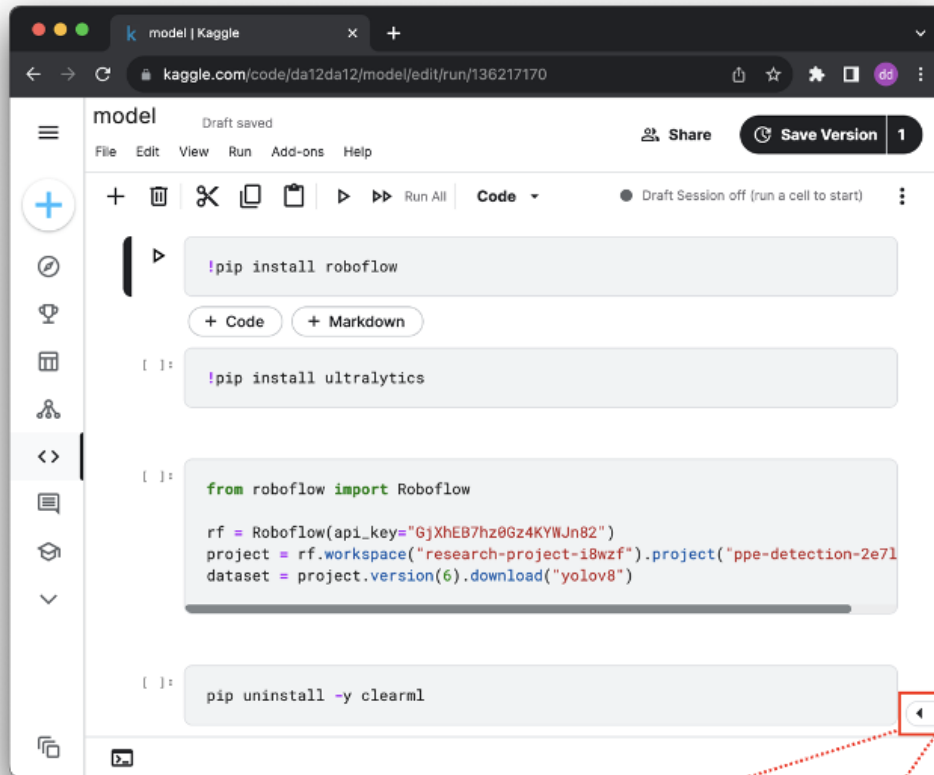 k model | Kaggle
kaggle.com/code/da12da12/model/edit/run/136217170
dd
model
Draft saved
File Edit View Run Add-ons Help
Share
Save Version 1
Run All
Code
Draft Session off (run a cell to start)
!pip install roboflow
+ Code + Markdown
[ ]:
!pip install ultralytics
[ ]:
from roboflow import Roboflow
rf = Roboflow(api_key="GjXhEB7hz0Gz4KYWJn82")
project = rf.workspace("research-project-i8wzf").project("ppe-detection-2e7l
dataset = project.version(6).download("yolov8")
[ ]:
pip uninstall -y clearml